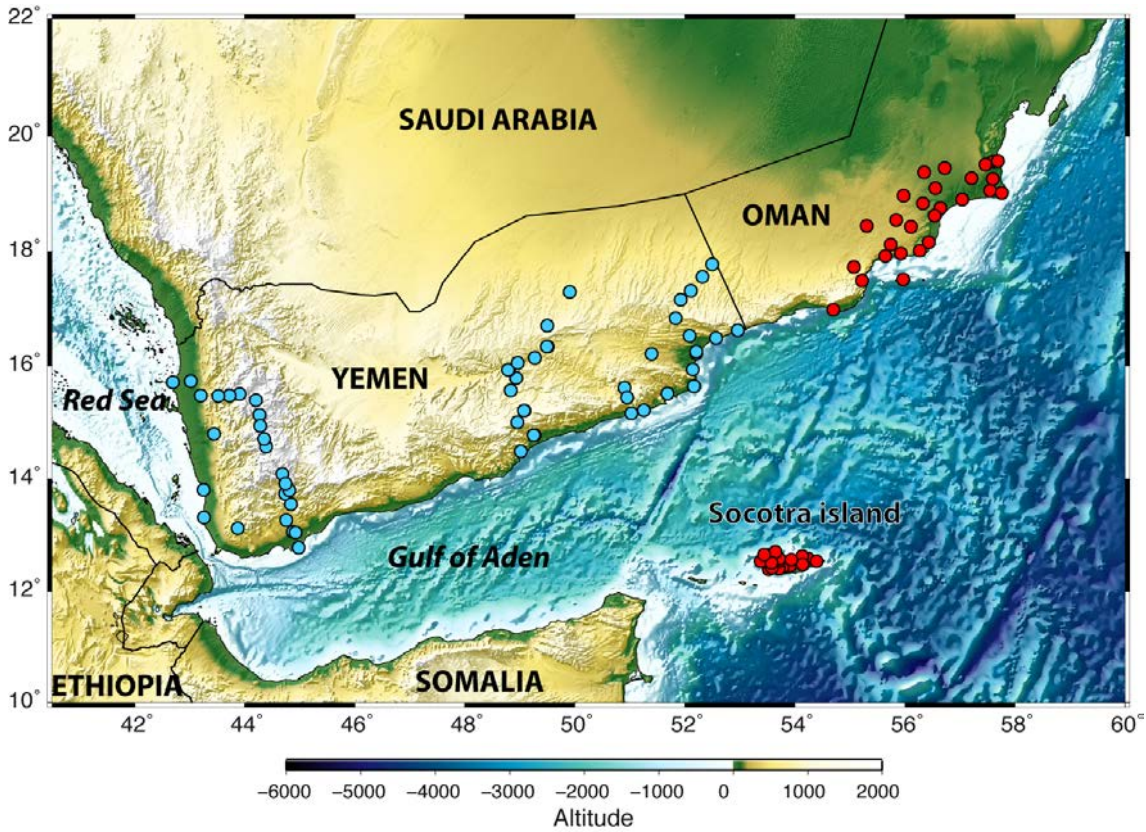 22°
20°
18°
16°
14°
12°
10°
SAUDI ARABIA
OMAN
YEMEN
Red Sea
Socotra island
Gulf of Aden
ETHIOPIA
SOMALIA
42° 44° 46° 48° 50° 52° 54° 56° 58° 60°
−6000 −5000 −4000 −3000 −2000 −1000 0 1000 2000
Altitude